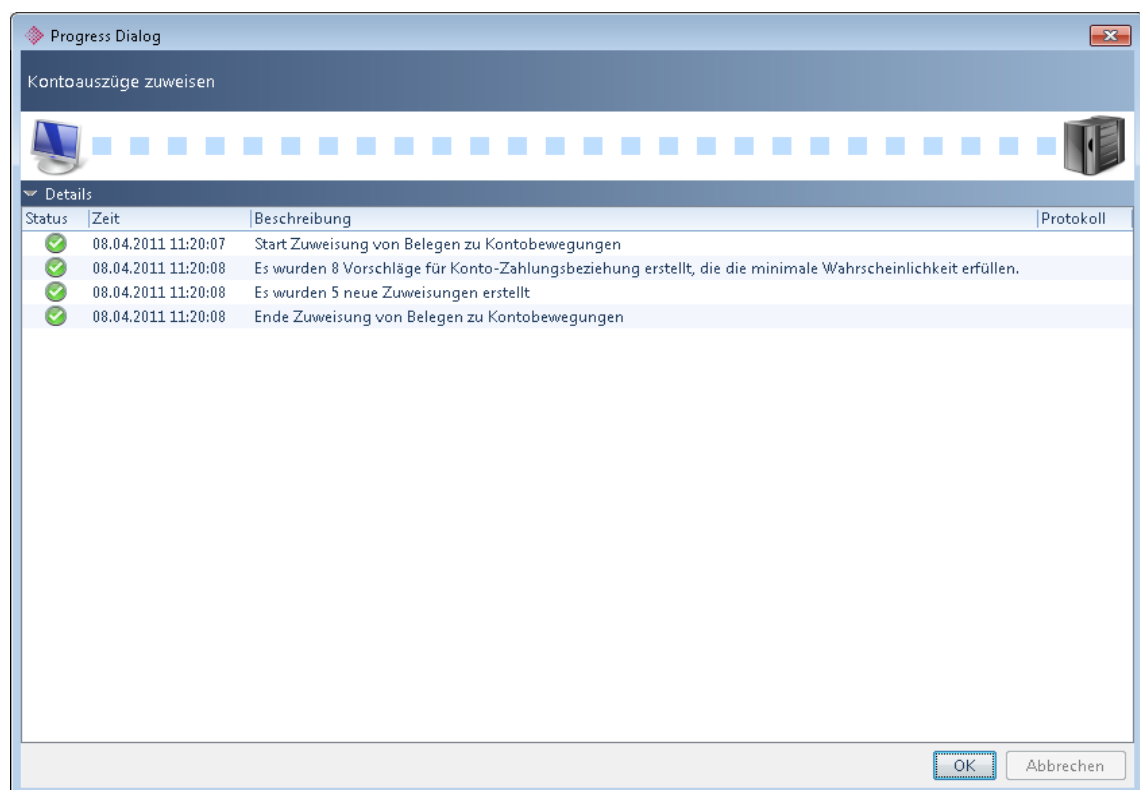 Progress Dialog
Kontoauszüge zuweisen
Details
Status Zeit Beschreibung Protokoll
08.04.2011 11:20:07 Start Zuweisung von Belegen zu Kontobewegungen
08.04.2011 11:20:08 Es wurden 8 Vorschläge für Konto-Zahlungsbeziehung erstellt, die die minimale Wahrscheinlichkeit erfüllen.
08.04.2011 11:20:08 Es wurden 5 neue Zuweisungen erstellt
08.04.2011 11:20:08 Ende Zuweisung von Belegen zu Kontobewegungen
OK Abbrechen